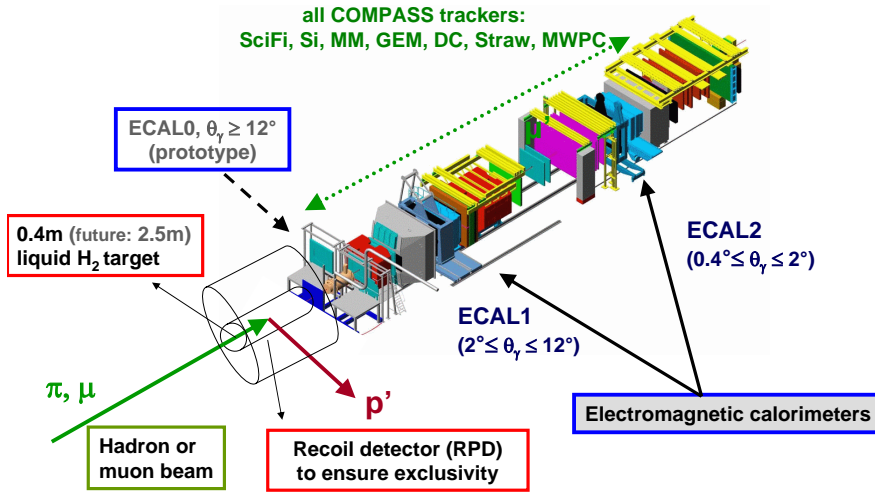 all COMPASS trackers:
SciFi, Si, MM, GEM, DC, Straw, MWPC
ECAL0, θγ ≥ 12°
(prototype)
0.4m (future: 2.5m)
liquid H2 target
ECAL2
(0.4°≤ θγ ≤ 2°)
ECAL1
(2°≤ θγ ≤ 12°)
π, μ
p'
Electromagnetic calorimeters
Hadron or
muon beam
Recoil detector (RPD)
to ensure exclusivity